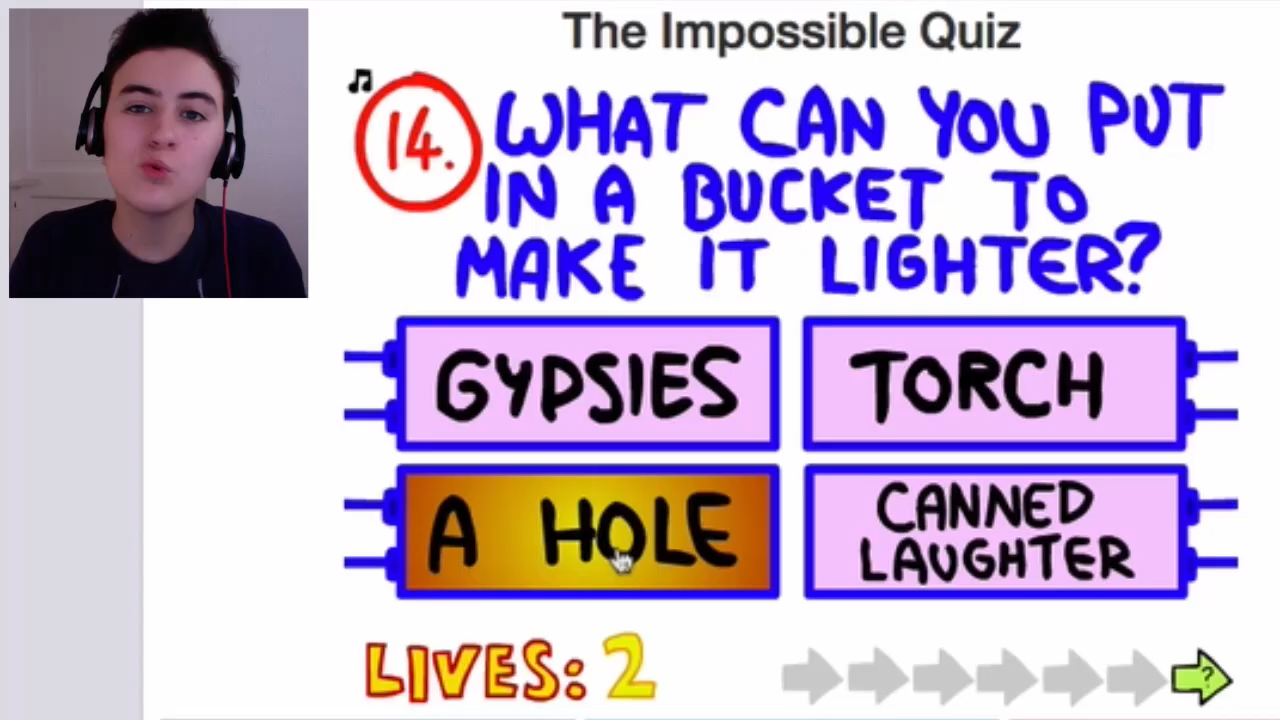 The Impossible Quiz
14. WHAT CAN YOU PUT
IN A BUCKET TO
MAKE IT LIGHTER?
GYPSIES
TORCH
A HOLE
CANNED
LAUGHTER
LIVES: 2
?